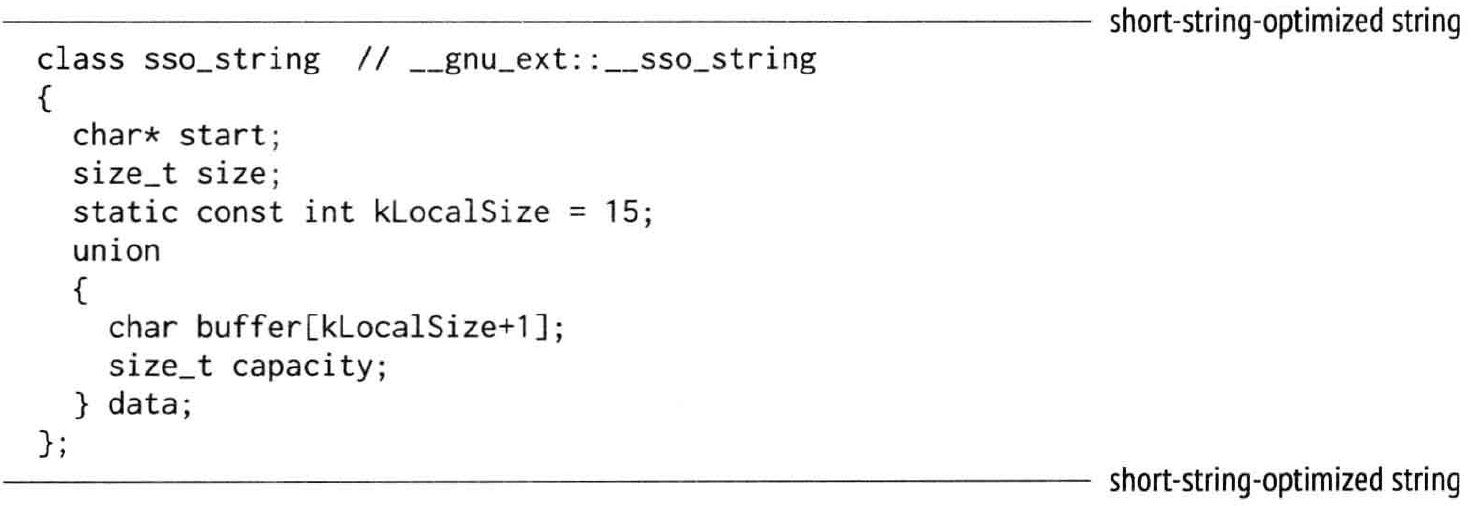 short-string-optimized string
class sso_string  // __gnu_ext::__sso_string
{
  char* start;
  size_t size;
  static const int kLocalSize = 15;
  union
  {
    char buffer[kLocalSize+1];
    size_t capacity;
  } data;
};
short-string-optimized string